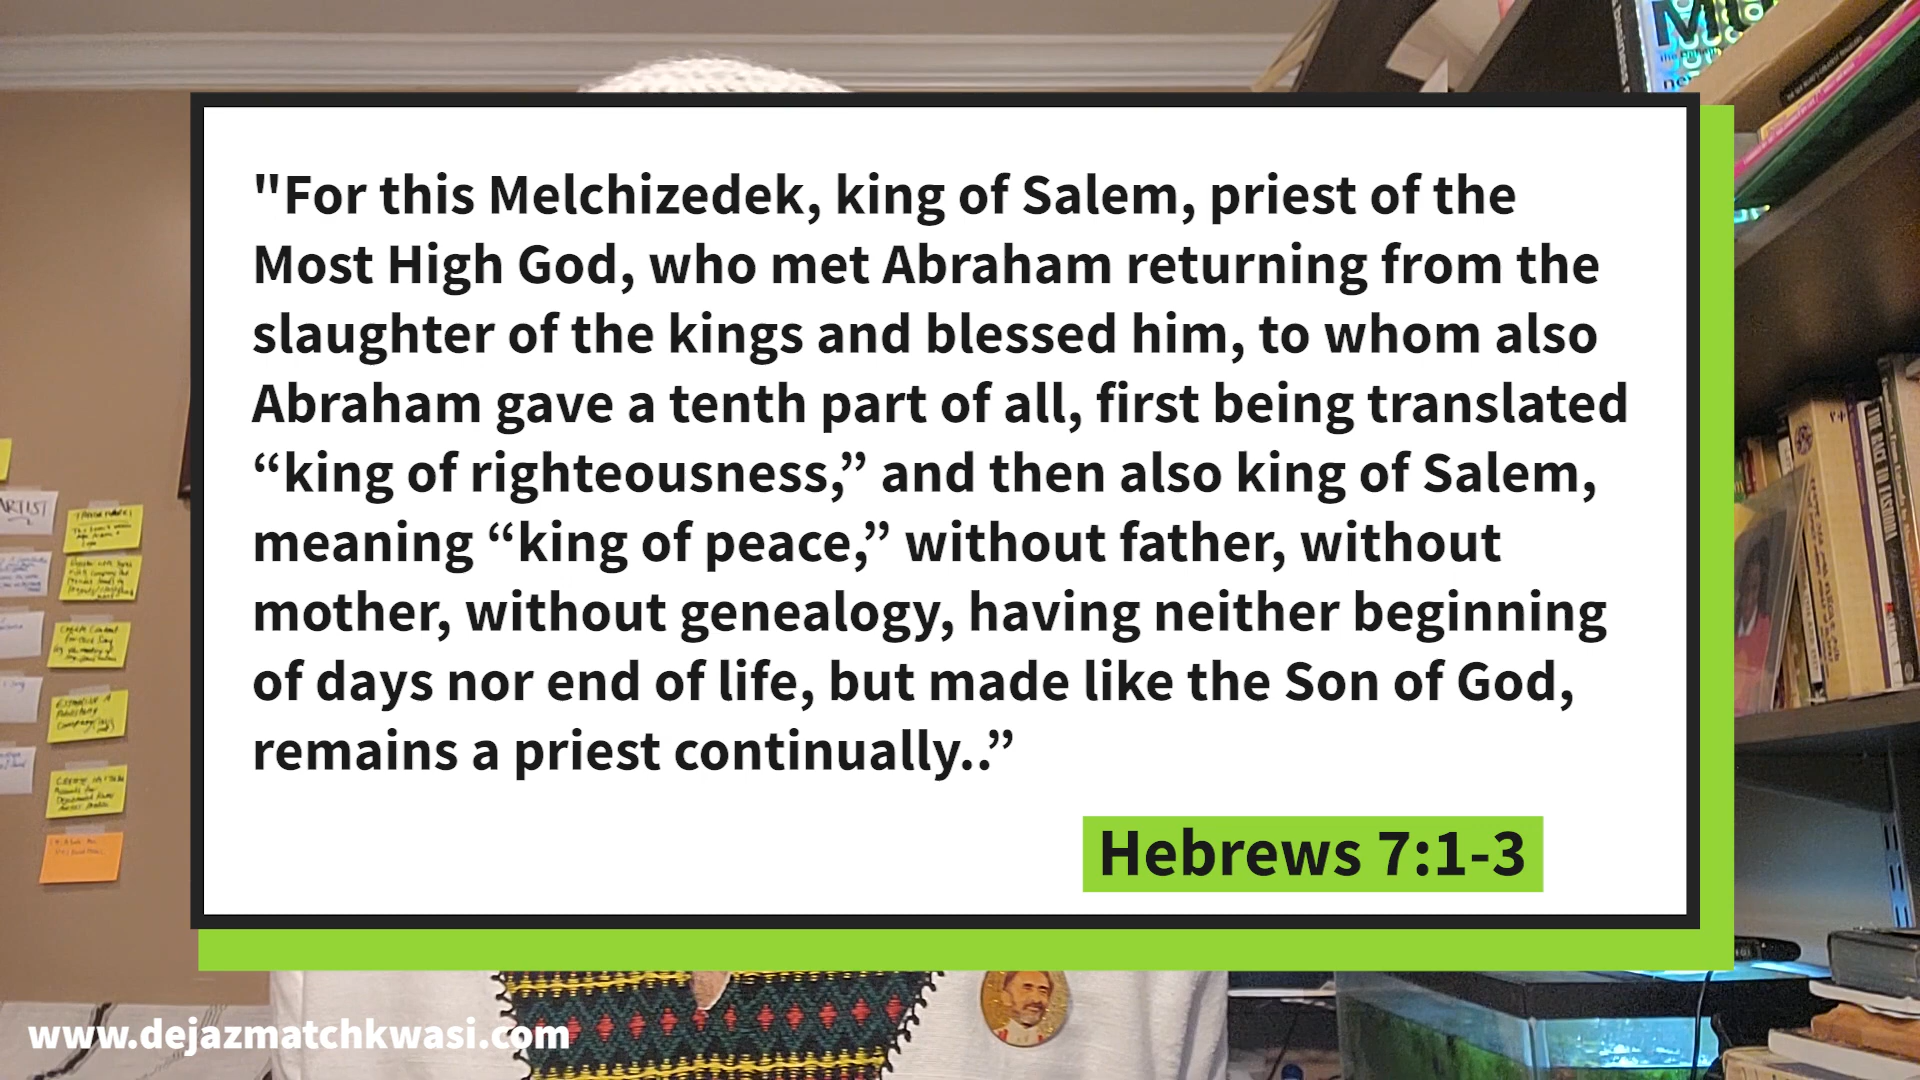 "For this Melchizedek, king of Salem, priest of the
Most High God, who met Abraham returning from the
slaughter of the kings and blessed him, to whom also
Abraham gave a tenth part of all, first being translated
“king of righteousness,” and then also king of Salem,
meaning “king of peace,” without father, without
mother, without genealogy, having neither beginning
of days nor end of life, but made like the Son of God,
remains a priest continually..”
Hebrews 7:1-3
www.dejazmatchkwasi.com